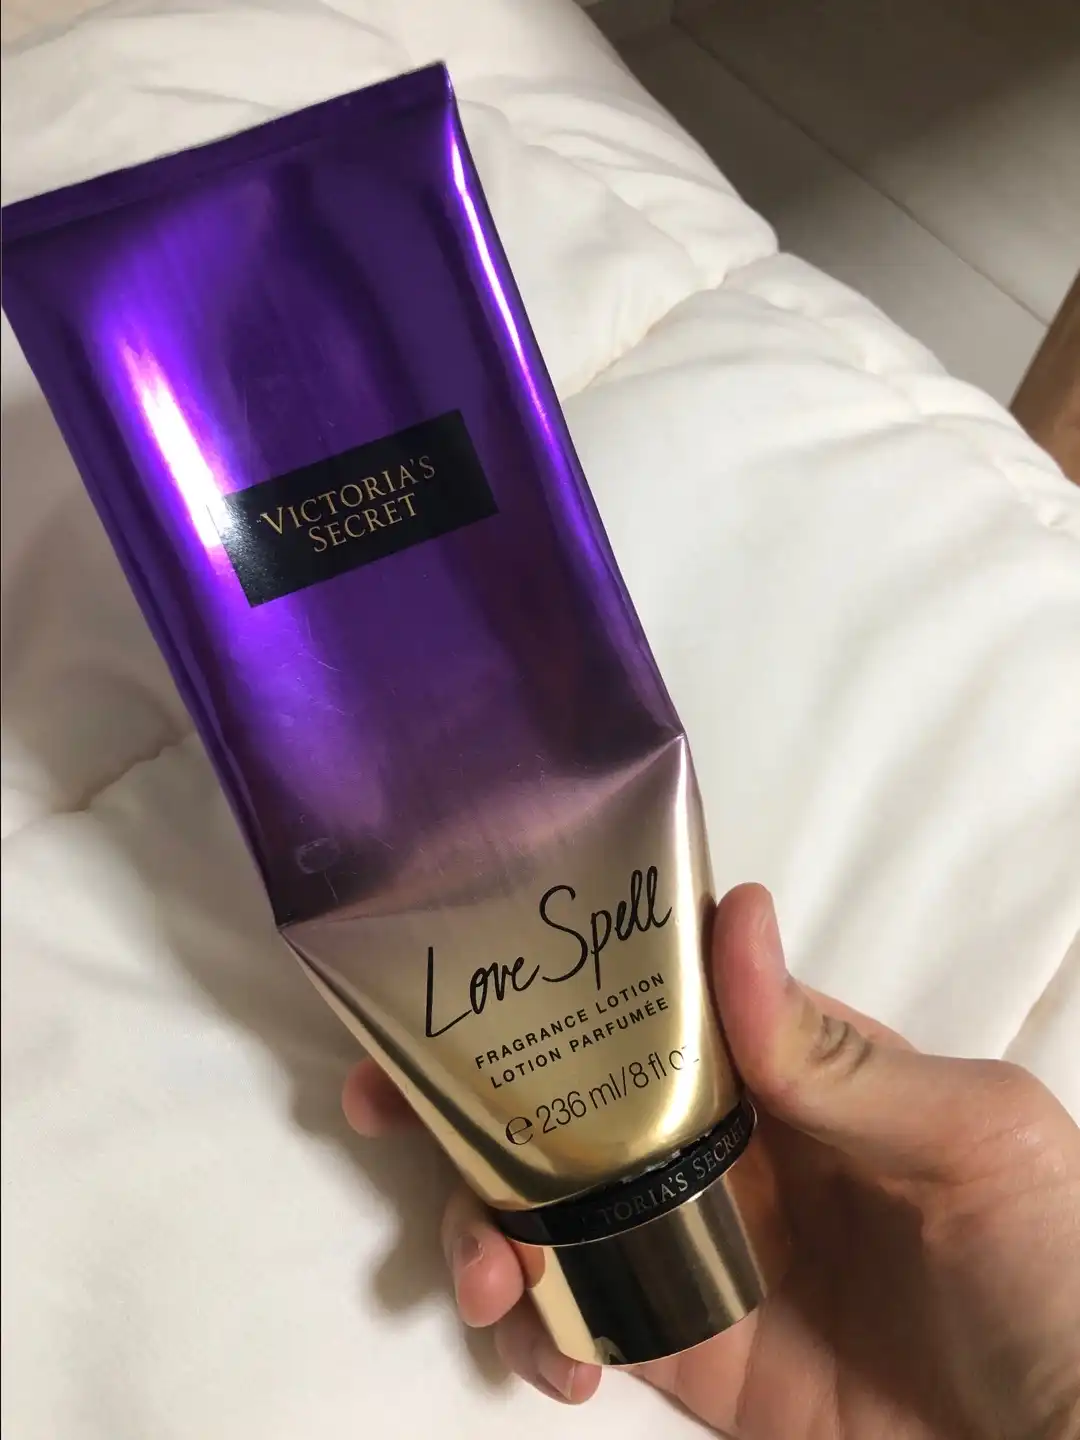 VICTORIA'S
SECRET
Love Spell
FRAGRANCE LOTION
LOTION PARFUMÉE
℮ 236 ml/8 fl oz
VICTORIA'S SECRET